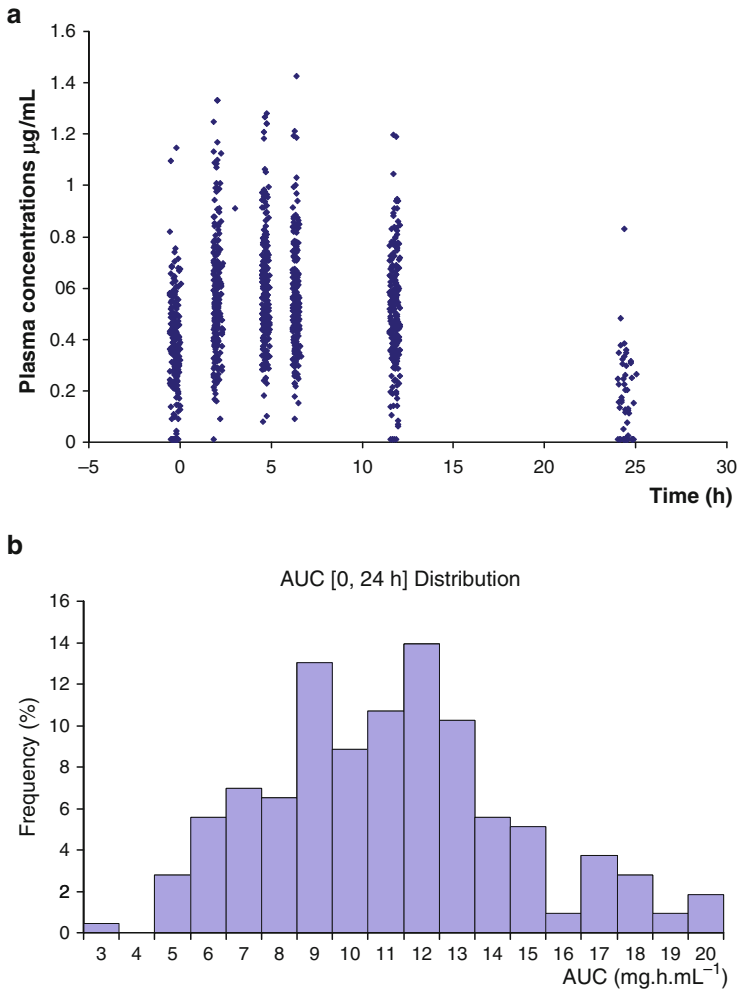 a
1.6
1.4
1.2
1
0.8
06
0.4
0.2
0
Plasma concentrations µg/mL
–5 0 5 10 15 20 25 30
Time (h)
b
AUC [0, 24 h] Distribution
16
14
12
10
8
6
4
2
0
Frequency (%)
3 4 5 6 7 8 9 10 11 12 13 14 15 16 17 18 19 20
AUC (mg.h.mL⁻¹)